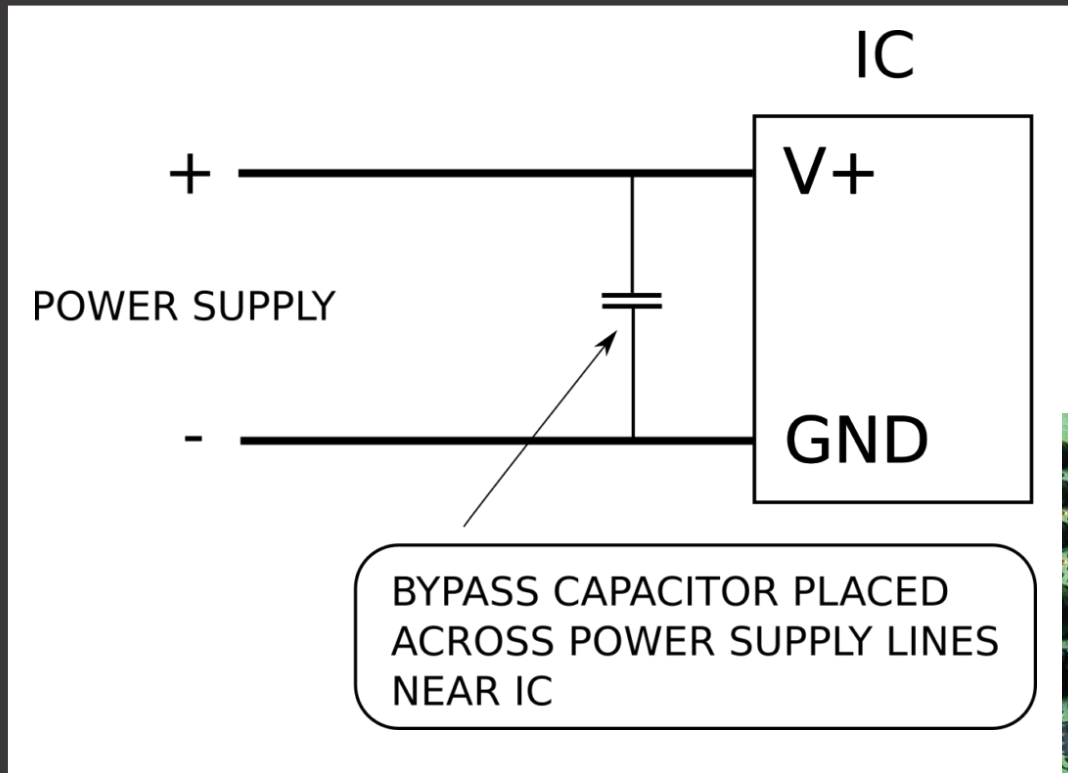 IC
+
V+
POWER SUPPLY
-
GND
BYPASS CAPACITOR PLACED
ACROSS POWER SUPPLY LINES
NEAR IC